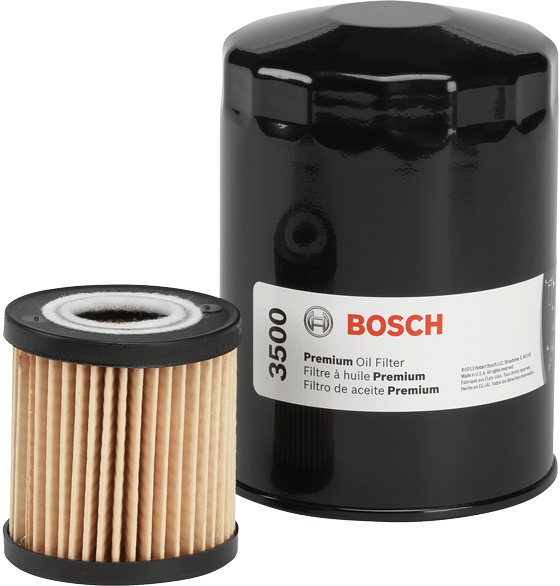 3500
BOSCH
Premium Oil Filter
Filtre à huile Premium
Filtro de aceite Premium
©2013 Robert Bosch LLC, Broadview, IL 60155
Made in U.S.A. All rights reserved.
Fabriqué aux États-Unis. Tous les droits réservés.
Hecho en EE.UU. Todos los derechos reservados.